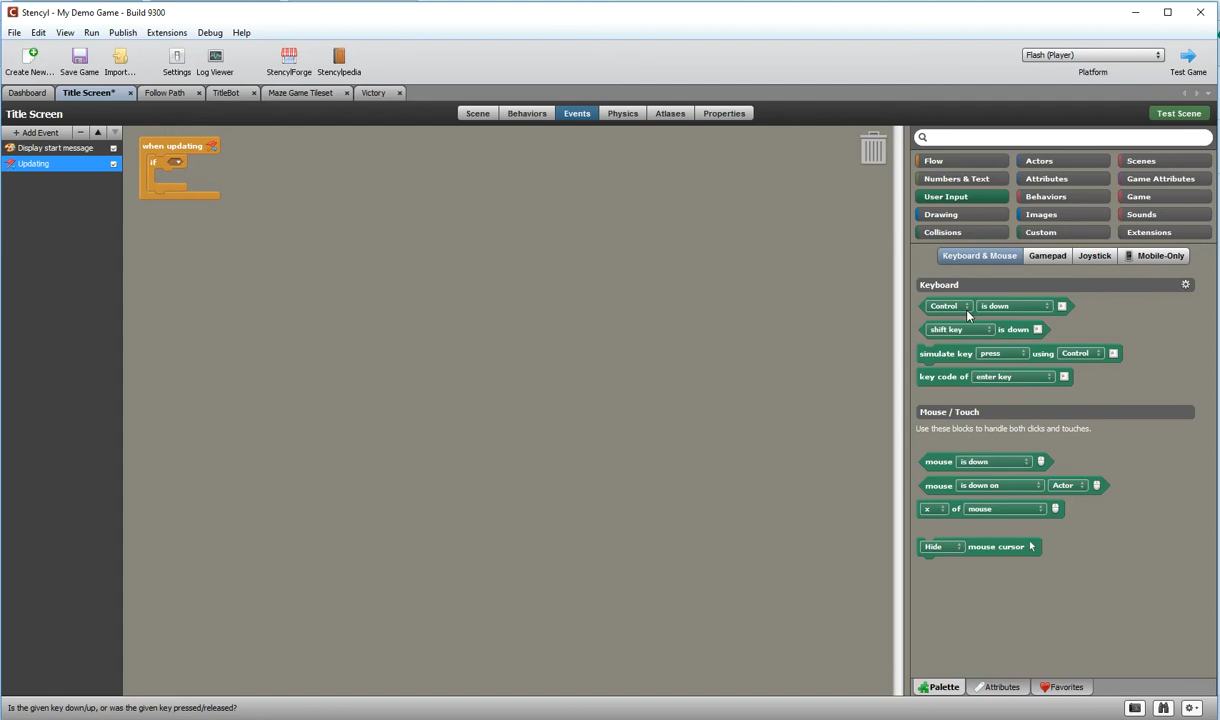 Stencyl - My Demo Game - Build 9300
File Edit View Run Publish Extensions Debug Help
Create New... Save Game Import... Settings Log Viewer StencylForge Stencylpedia
Flash (Player)
Platform
Test Game
Dashboard Title Screen* Follow Path TitleBot Maze Game Tileset Victory
Title Screen
Scene Behaviors Events Physics Atlases Properties
Test Scene
+ Add Event
Display start message
Updating
when updating
if
Flow Actors Scenes
Numbers & Text Attributes Game Attributes
User Input Behaviors Game
Drawing Images Sounds
Collisions Custom Extensions
Keyboard & Mouse Gamepad Joystick Mobile-Only
Keyboard
Control is down
shift key is down
simulate key press using Control
key code of enter key
Mouse / Touch
Use these blocks to handle both clicks and touches.
mouse is down
mouse is down on Actor
x of mouse
Hide mouse cursor
Palette Attributes Favorites
Is the given key down/up, or was the given key pressed/released?